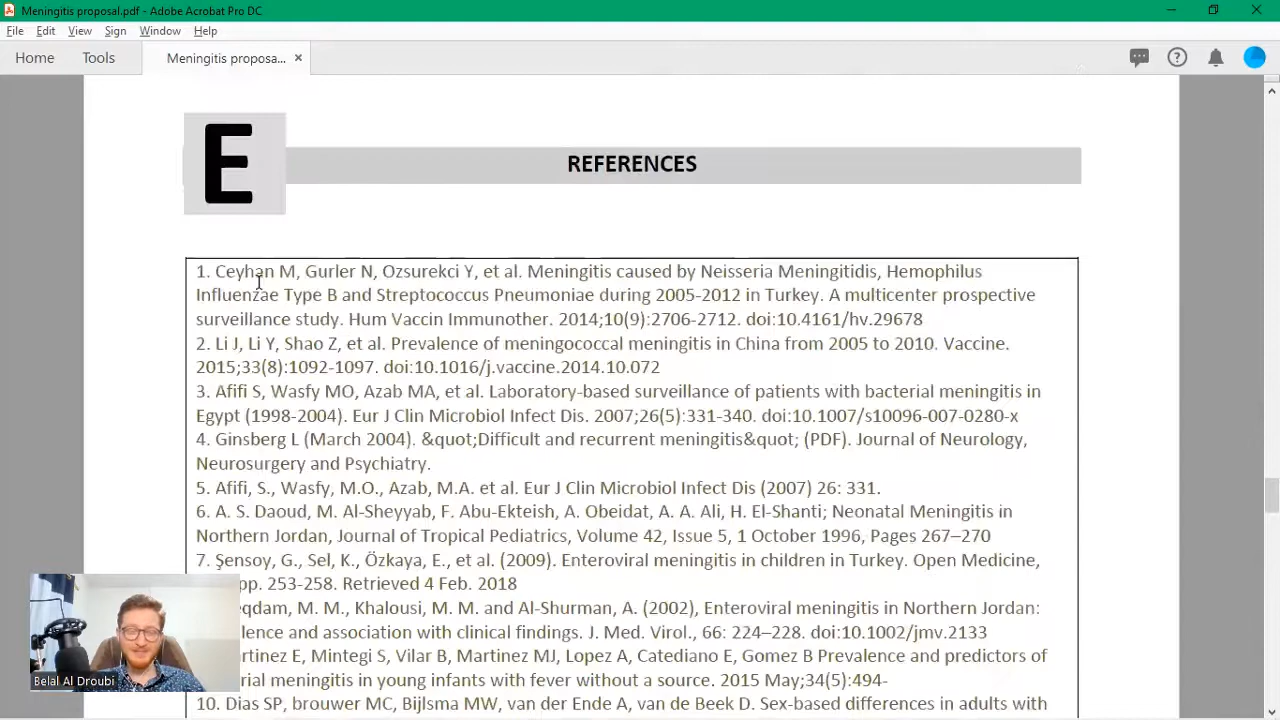 Meningitis proposal.pdf - Adobe Acrobat Pro DC
File Edit View Sign Window Help
Home Tools Meningitis proposa... ×
E
REFERENCES
1. Ceyhan M, Gurler N, Ozsurekci Y, et al. Meningitis caused by Neisseria Meningitidis, Hemophilus
Influenzae Type B and Streptococcus Pneumoniae during 2005-2012 in Turkey. A multicenter prospective
surveillance study. Hum Vaccin Immunother. 2014;10(9):2706-2712. doi:10.4161/hv.29678
2. Li J, Li Y, Shao Z, et al. Prevalence of meningococcal meningitis in China from 2005 to 2010. Vaccine.
2015;33(8):1092-1097. doi:10.1016/j.vaccine.2014.10.072
3. Afifi S, Wasfy MO, Azab MA, et al. Laboratory-based surveillance of patients with bacterial meningitis in
Egypt (1998-2004). Eur J Clin Microbiol Infect Dis. 2007;26(5):331-340. doi:10.1007/s10096-007-0280-x
4. Ginsberg L (March 2004). &quot;Difficult and recurrent meningitis&quot; (PDF). Journal of Neurology,
Neurosurgery and Psychiatry.
5. Afifi, S., Wasfy, M.O., Azab, M.A. et al. Eur J Clin Microbiol Infect Dis (2007) 26: 331.
6. A. S. Daoud, M. Al-Sheyyab, F. Abu-Ekteish, A. Obeidat, A. A. Ali, H. El-Shanti; Neonatal Meningitis in
Northern Jordan, Journal of Tropical Pediatrics, Volume 42, Issue 5, 1 October 1996, Pages 267–270
7. Şensoy, G., Sel, K., Özkaya, E., et al. (2009). Enteroviral meningitis in children in Turkey. Open Medicine,
pp. 253-258. Retrieved 4 Feb. 2018
eqdam, M. M., Khalousi, M. M. and Al-Shurman, A. (2002), Enteroviral meningitis in Northern Jordan:
lence and association with clinical findings. J. Med. Virol., 66: 224–228. doi:10.1002/jmv.2133
artinez E, Mintegi S, Vilar B, Martinez MJ, Lopez A, Catediano E, Gomez B Prevalence and predictors of
rial meningitis in young infants with fever without a source. 2015 May;34(5):494-
10. Dias SP, brouwer MC, Bijlsma MW, van der Ende A, van de Beek D. Sex-based differences in adults with
Belal Al Droubi